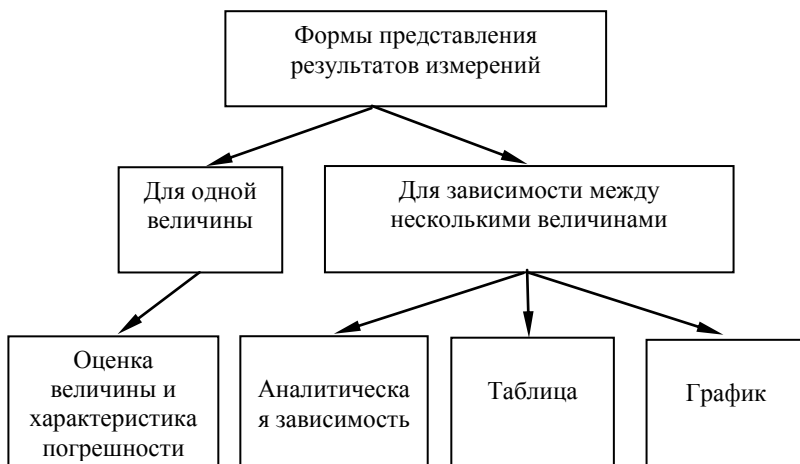 Формы представления
результатов измерений
Для одной
величины
Для зависимости между
несколькими величинами
Оценка
величины и
характеристика
погрешности
Аналитическа
я зависимость
Таблица
График